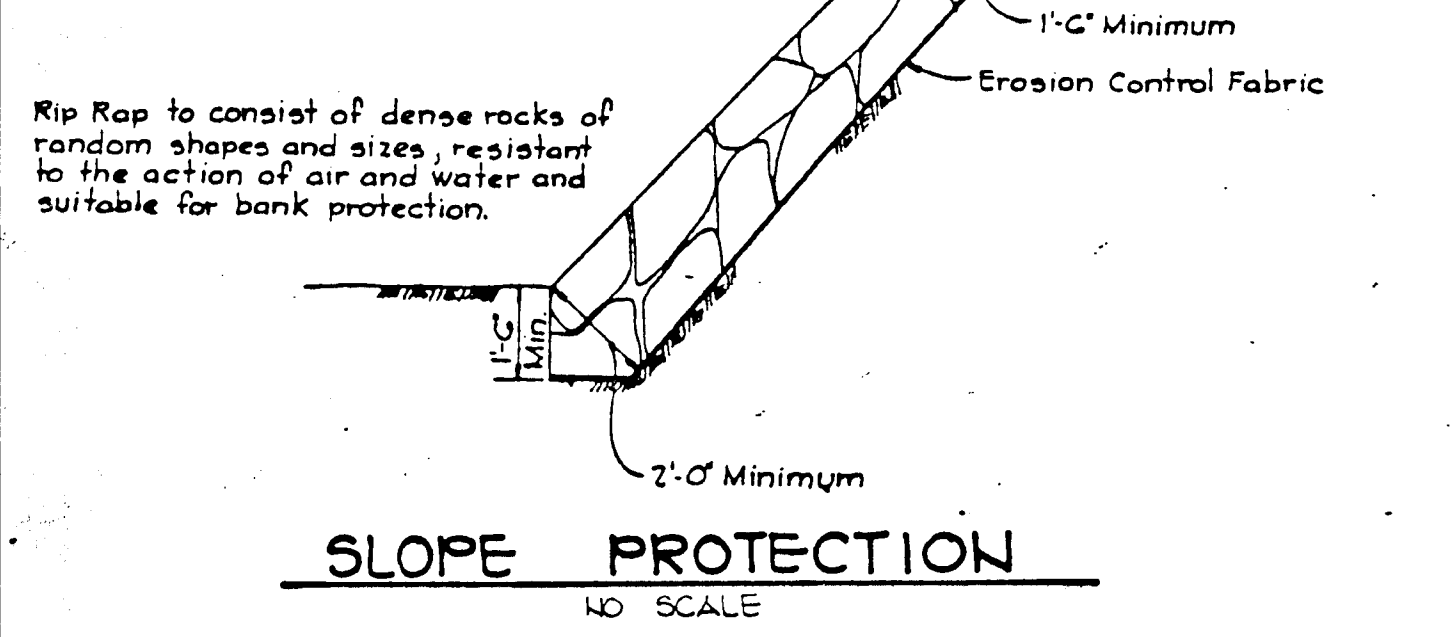 1'-6" Minimum
Erosion Control Fabric
Rip Rap to consist of dense rocks of
random shapes and sizes, resistant
to the action of air and water and
suitable for bank protection.
1'-6"
Min.
2'-0" Minimum
SLOPE PROTECTION
NO SCALE